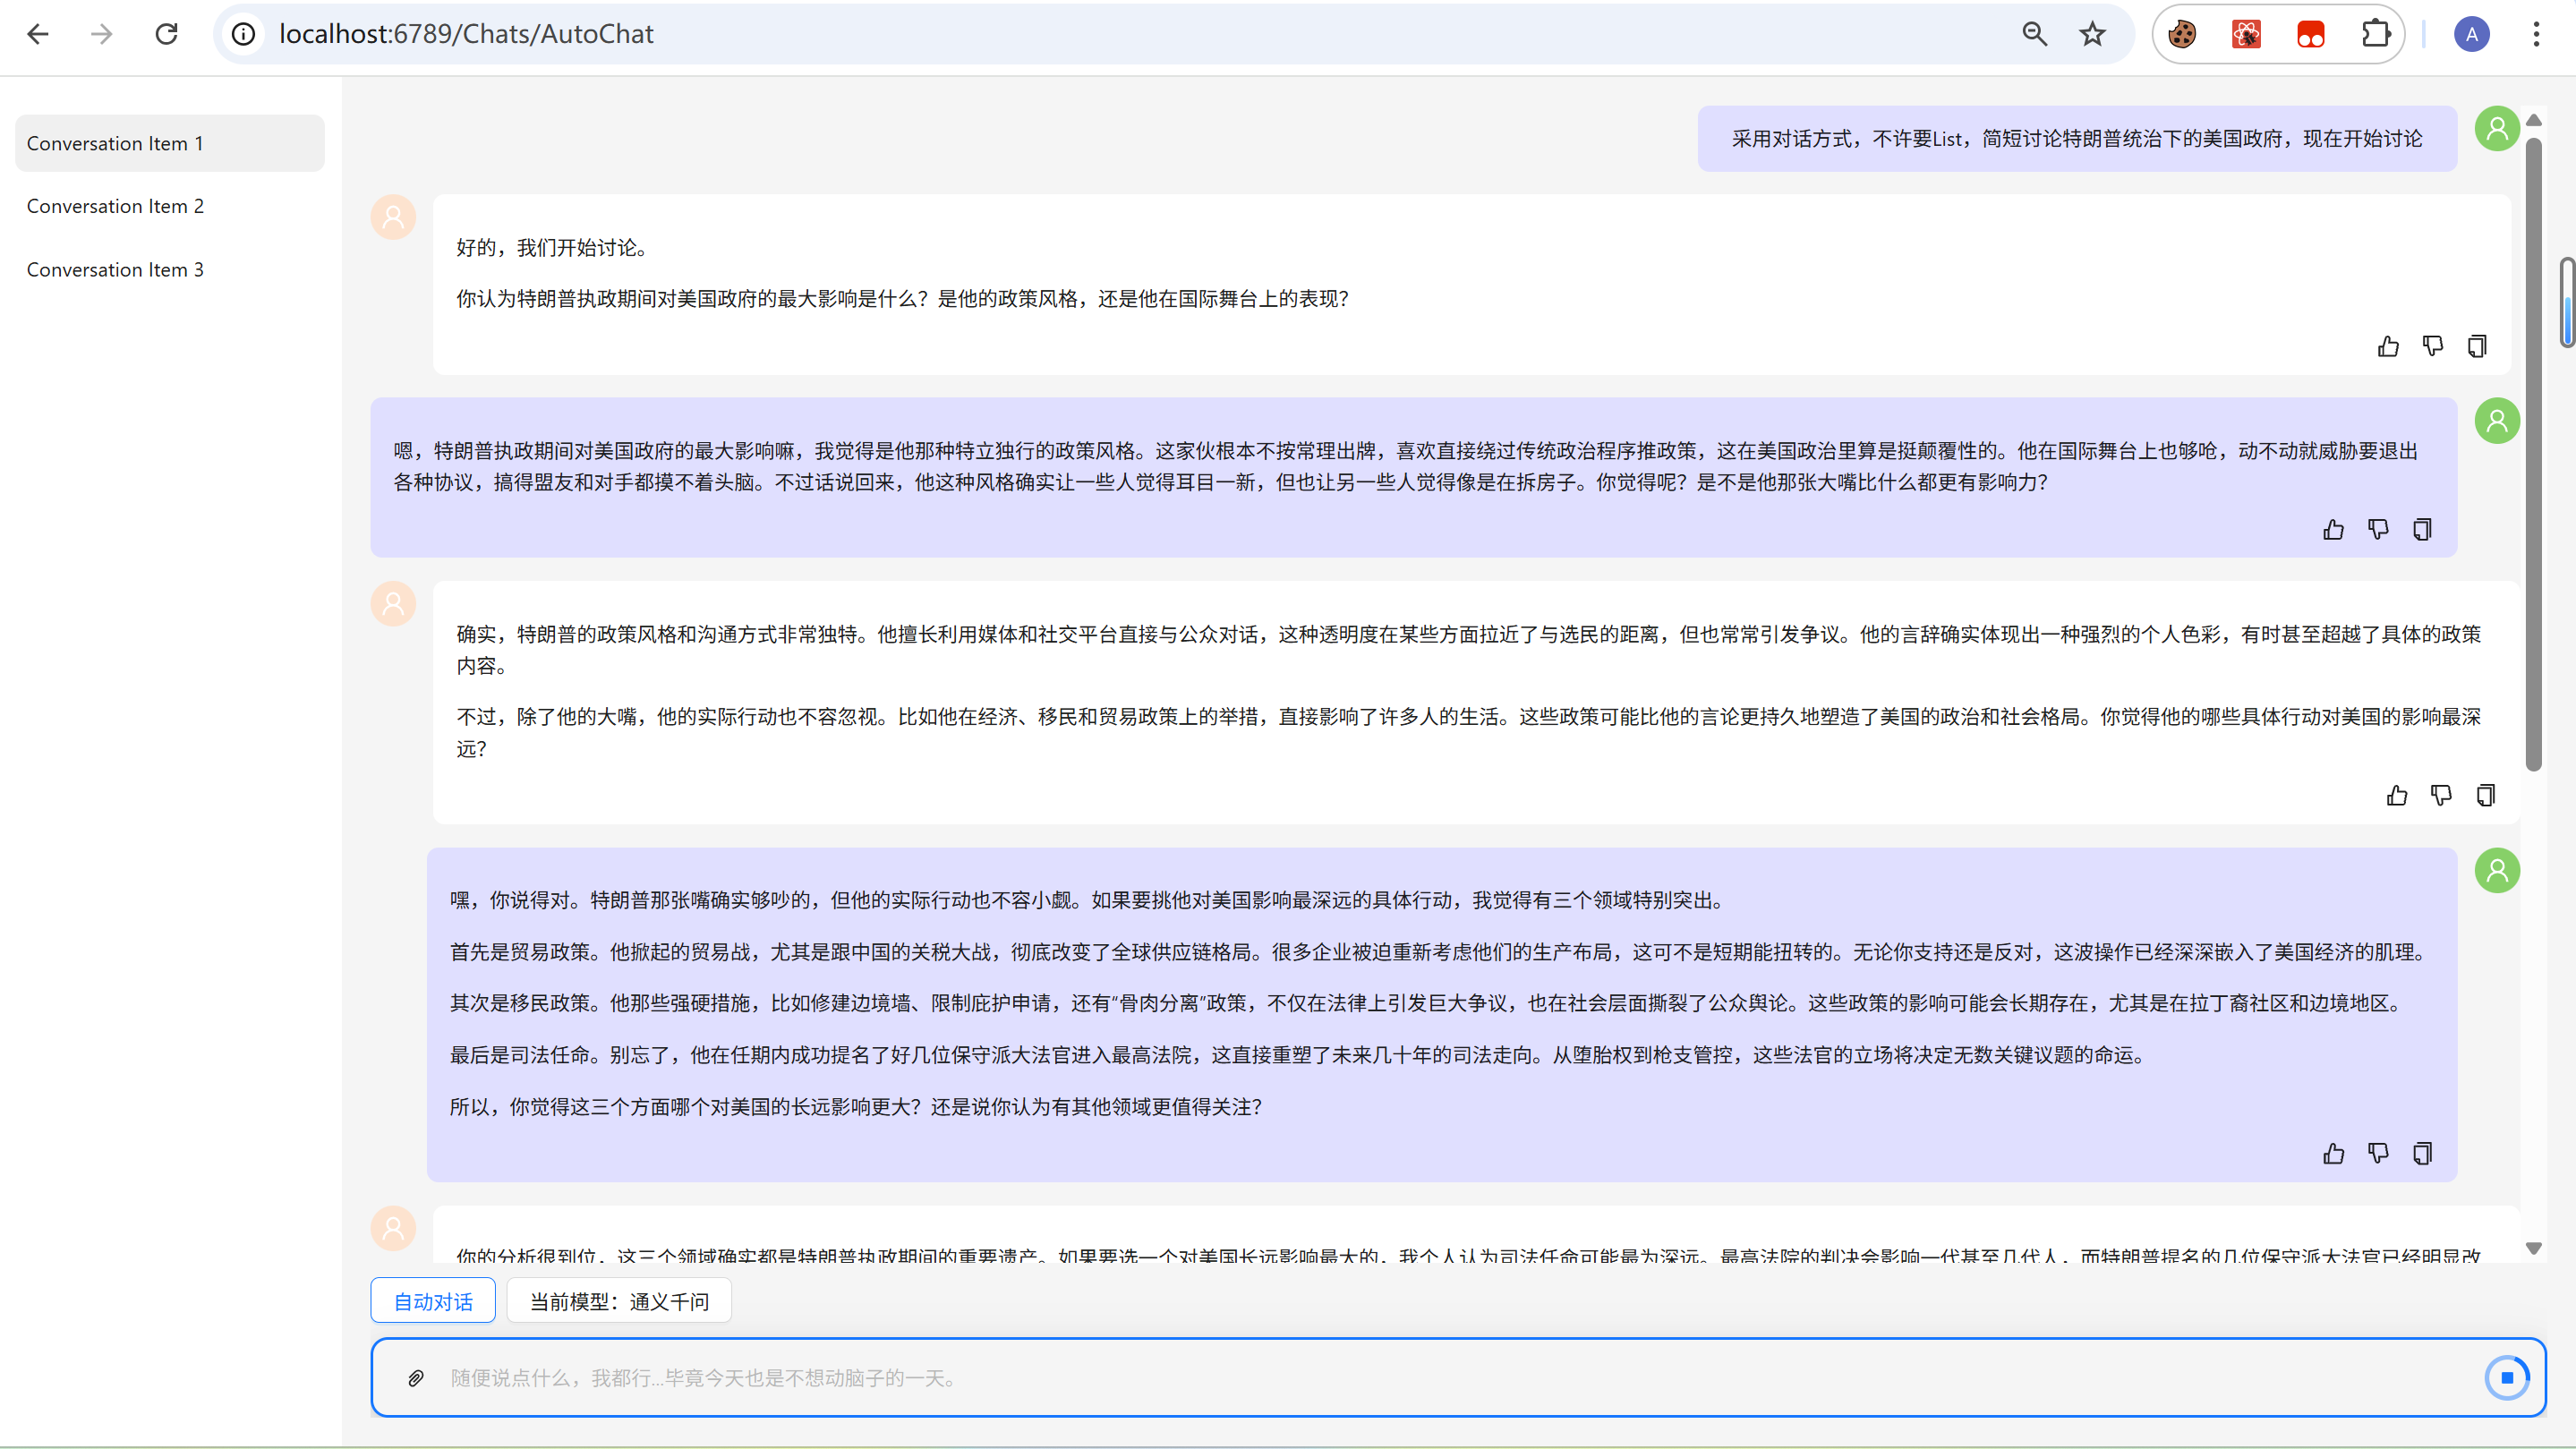 localhost:6789/Chats/AutoChat
A
Conversation Item 1
Conversation Item 2
Conversation Item 3
采用对话方式，不许要List，简短讨论特朗普统治下的美国政府，现在开始讨论
好的，我们开始讨论。
你认为特朗普执政期间对美国政府的最大影响是什么？是他的政策风格，还是他在国际舞台上的表现？
嗯，特朗普执政期间对美国政府的最大影响嘛，我觉得是他那种特立独行的政策风格。这家伙根本不按常理出牌，喜欢直接绕过传统政治程序推政策，这在美国政治里算是挺颠覆性的。他在国际舞台上也够呛，动不动就威胁要退出
各种协议，搞得盟友和对手都摸不着头脑。不过话说回来，他这种风格确实让一些人觉得耳目一新，但也让另一些人觉得像是在拆房子。你觉得呢？是不是他那张大嘴比什么都更有影响力？
确实，特朗普的政策风格和沟通方式非常独特。他擅长利用媒体和社交平台直接与公众对话，这种透明度在某些方面拉近了与选民的距离，但也常常引发争议。他的言辞确实体现出一种强烈的个人色彩，有时甚至超越了具体的政策
内容。
不过，除了他的大嘴，他的实际行动也不容忽视。比如他在经济、移民和贸易政策上的举措，直接影响了许多人的生活。这些政策可能比他的言论更持久地塑造了美国的政治和社会格局。你觉得他的哪些具体行动对美国的影响最深
远？
嘿，你说得对。特朗普那张嘴确实够吵的，但他的实际行动也不容小觑。如果要挑他对美国影响最深远的具体行动，我觉得有三个领域特别突出。
首先是贸易政策。他掀起的贸易战，尤其是跟中国的关税大战，彻底改变了全球供应链格局。很多企业被迫重新考虑他们的生产布局，这可不是短期能扭转的。无论你支持还是反对，这波操作已经深深嵌入了美国经济的肌理。
其次是移民政策。他那些强硬措施，比如修建边境墙、限制庇护申请，还有“骨肉分离”政策，不仅在法律上引发巨大争议，也在社会层面撕裂了公众舆论。这些政策的影响可能会长期存在，尤其是在拉丁裔社区和边境地区。
最后是司法任命。别忘了，他在任期内成功提名了好几位保守派大法官进入最高法院，这直接重塑了未来几十年的司法走向。从堕胎权到枪支管控，这些法官的立场将决定无数关键议题的命运。
所以，你觉得这三个方面哪个对美国的长远影响更大？还是说你认为有其他领域更值得关注？
你的分析很到位，这三个领域确实都是特朗普执政期间的重要遗产。如果要选一个对美国长远影响最大的，我个人认为司法任命可能最为深远。最高法院的判决会影响一代甚至几代人，而特朗普提名的几位保守派大法官已经明显改
自动对话
当前模型：通义千问
随便说点什么，我都行...毕竟今天也是不想动脑子的一天。